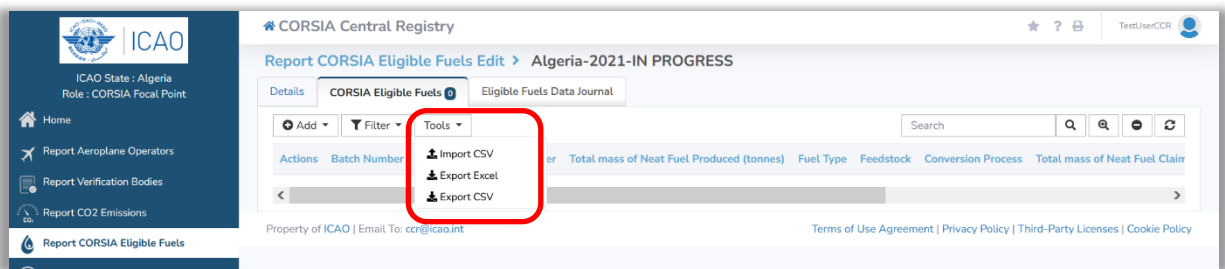 ICAO
ICAO State : Algeria
Role : CORSIA Focal Point
Home
Report Aeroplane Operators
Report Verification Bodies
Report CO2 Emissions
Report CORSIA Eligible Fuels
CORSIA Central Registry
TestUserCCR
Report CORSIA Eligible Fuels Edit > Algeria-2021-IN PROGRESS
Details CORSIA Eligible Fuels 0 Eligible Fuels Data Journal
Add Filter Tools Search
Actions Batch Number er Total mass of Neat Fuel Produced (tonnes) Fuel Type Feedstock Conversion Process Total mass of Neat Fuel Claim
Import CSV
Export Excel
Export CSV
Property of ICAO | Email To: ccr@icao.int Terms of Use Agreement | Privacy Policy | Third-Party Licenses | Cookie Policy